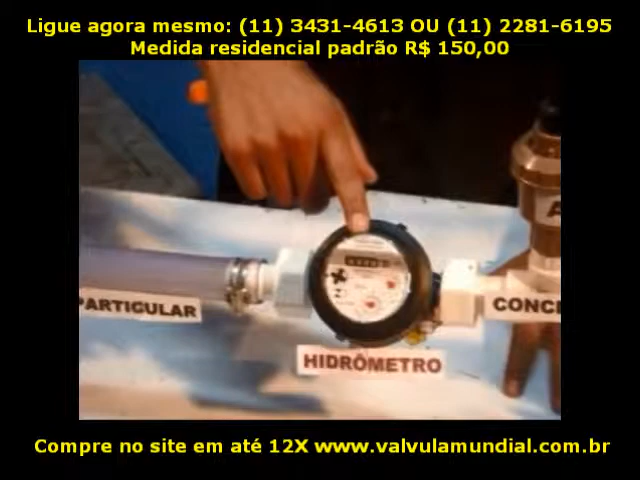 Ligue agora mesmo: (11) 3431-4613 OU (11) 2281-6195
Medida residencial padrão R$ 150,00
PARTICULAR
HIDRÔMETRO
Compre no site em até 12X www.valvulamundial.com.br